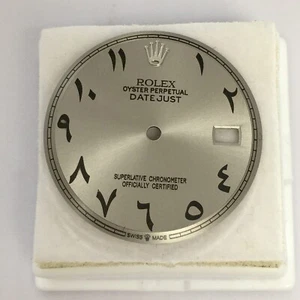 ROLEX
OYSTER PERPETUAL
DATEJUST
١
٢
٣
٤
٥
٦
٧
٨
٩
١٠
١١
SUPERLATIVE CHRONOMETER
OFFICIALLY CERTIFIED
SWISS MADE